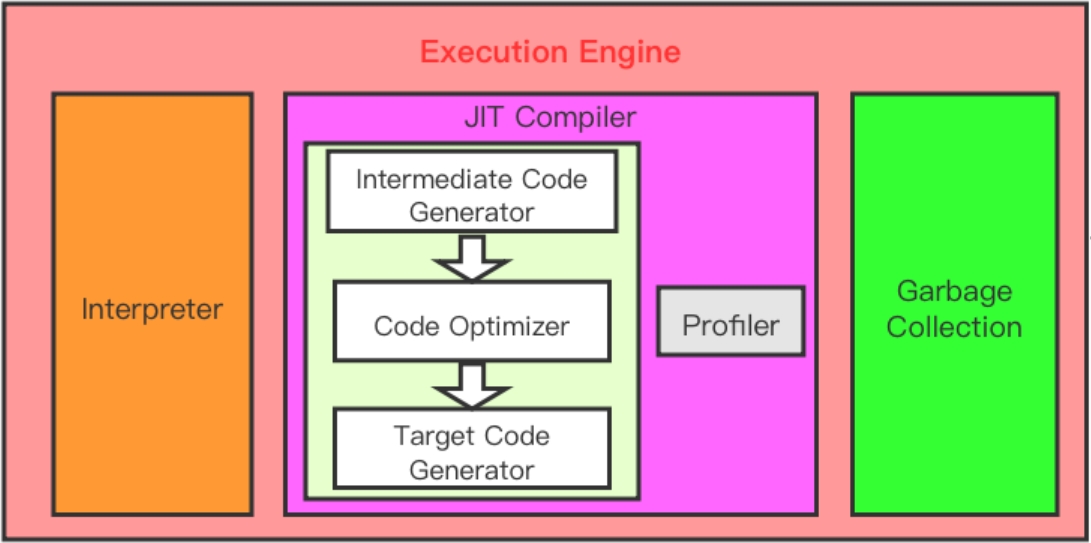 Execution Engine
Interpreter
JIT Compiler
Intermediate Code
Generator
Code Optimizer
Target Code
Generator
Profiler
Garbage
Collection